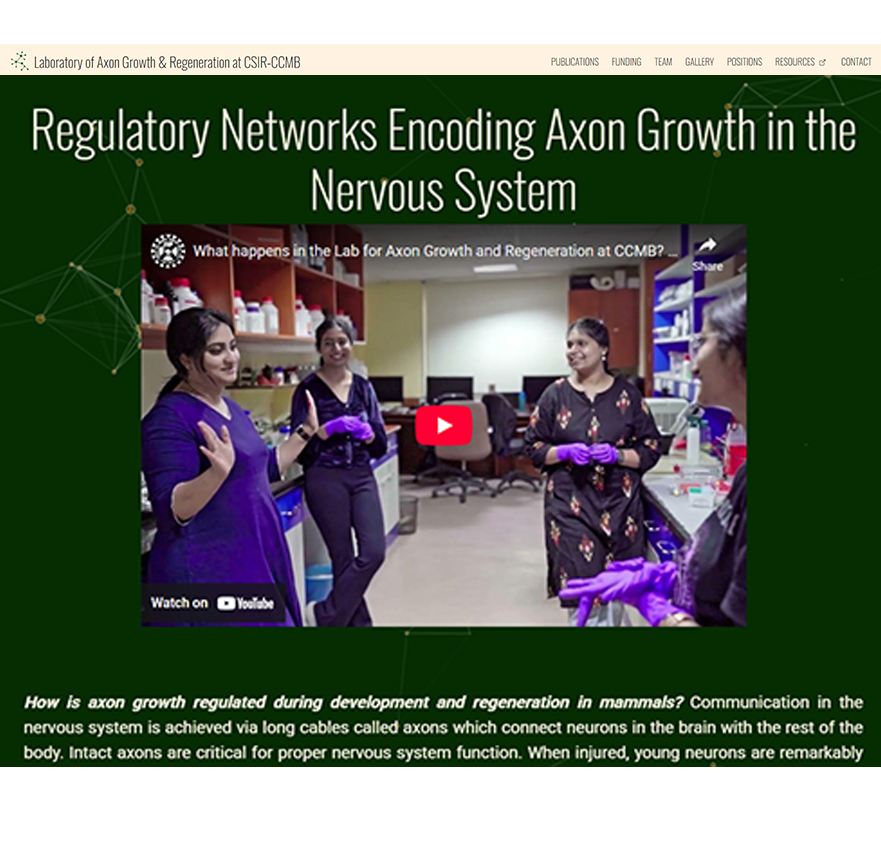 Laboratory of Axon Growth & Regeneration at CSIR-CCMB
PUBLICATIONS FUNDING TEAM GALLERY POSITIONS RESOURCES CONTACT
Regulatory Networks Encoding Axon Growth in the
Nervous System
What happens in the Lab for Axon Growth and Regeneration at CCMB? ...
Share
Watch on YouTube
How is axon growth regulated during development and regeneration in mammals? Communication in the
nervous system is achieved via long cables called axons which connect neurons in the brain with the rest of the
body. Intact axons are critical for proper nervous system function. When injured, young neurons are remarkably